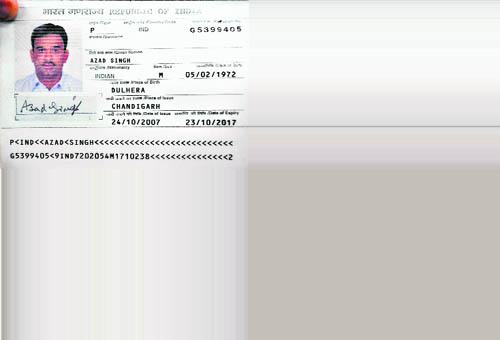 भारत गणराज्य REPUBLIC OF INDIA
P IND G5399405
AZAD SINGH
INDIAN M 05/02/1972
DULHERA
CHANDIGARH
24/10/2007 23/10/2017
Azad Singh
P<IND<<AZAD<SINGH<<<<<<<<<<<<<<<<<<<<<<<<<<<
G5399405<9IND7202054M1710238<<<<<<<<<<<<<<<2